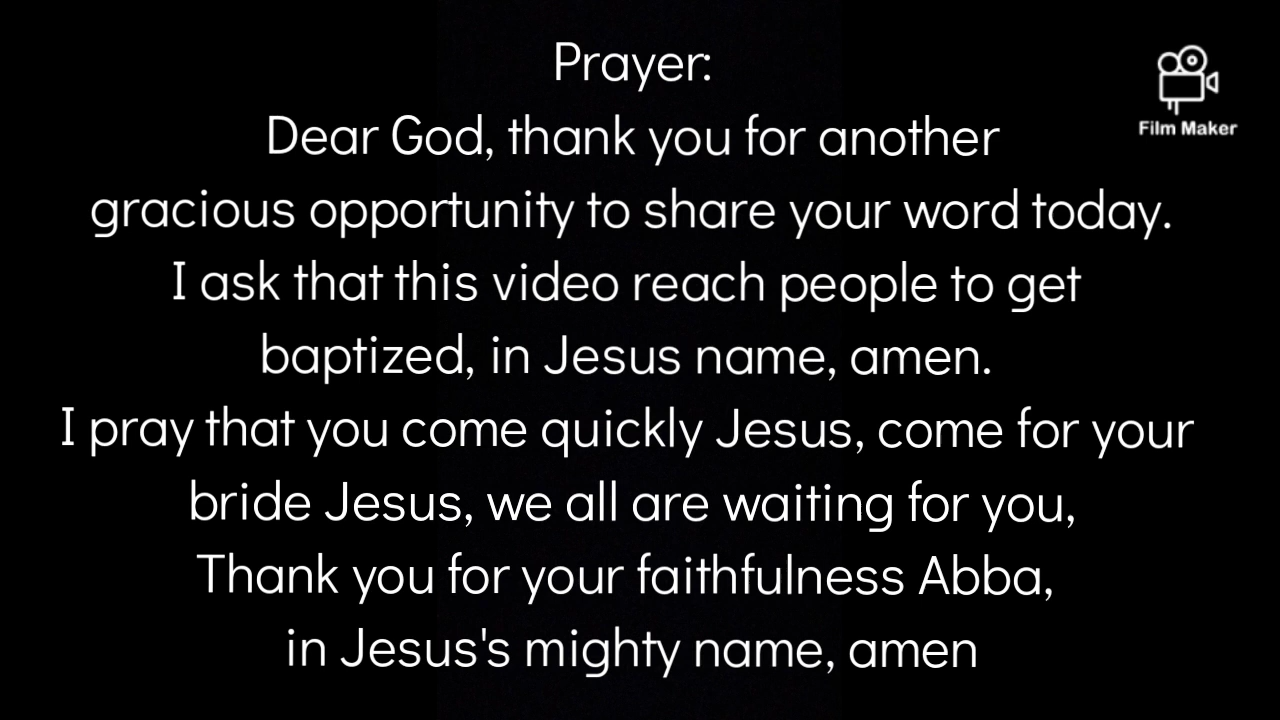 Prayer:
Dear God, thank you for another
gracious opportunity to share your word today.
I ask that this video reach people to get
baptized, in Jesus name, amen.
I pray that you come quickly Jesus, come for your
bride Jesus, we all are waiting for you,
Thank you for your faithfulness Abba,
in Jesus's mighty name, amen
Film Maker